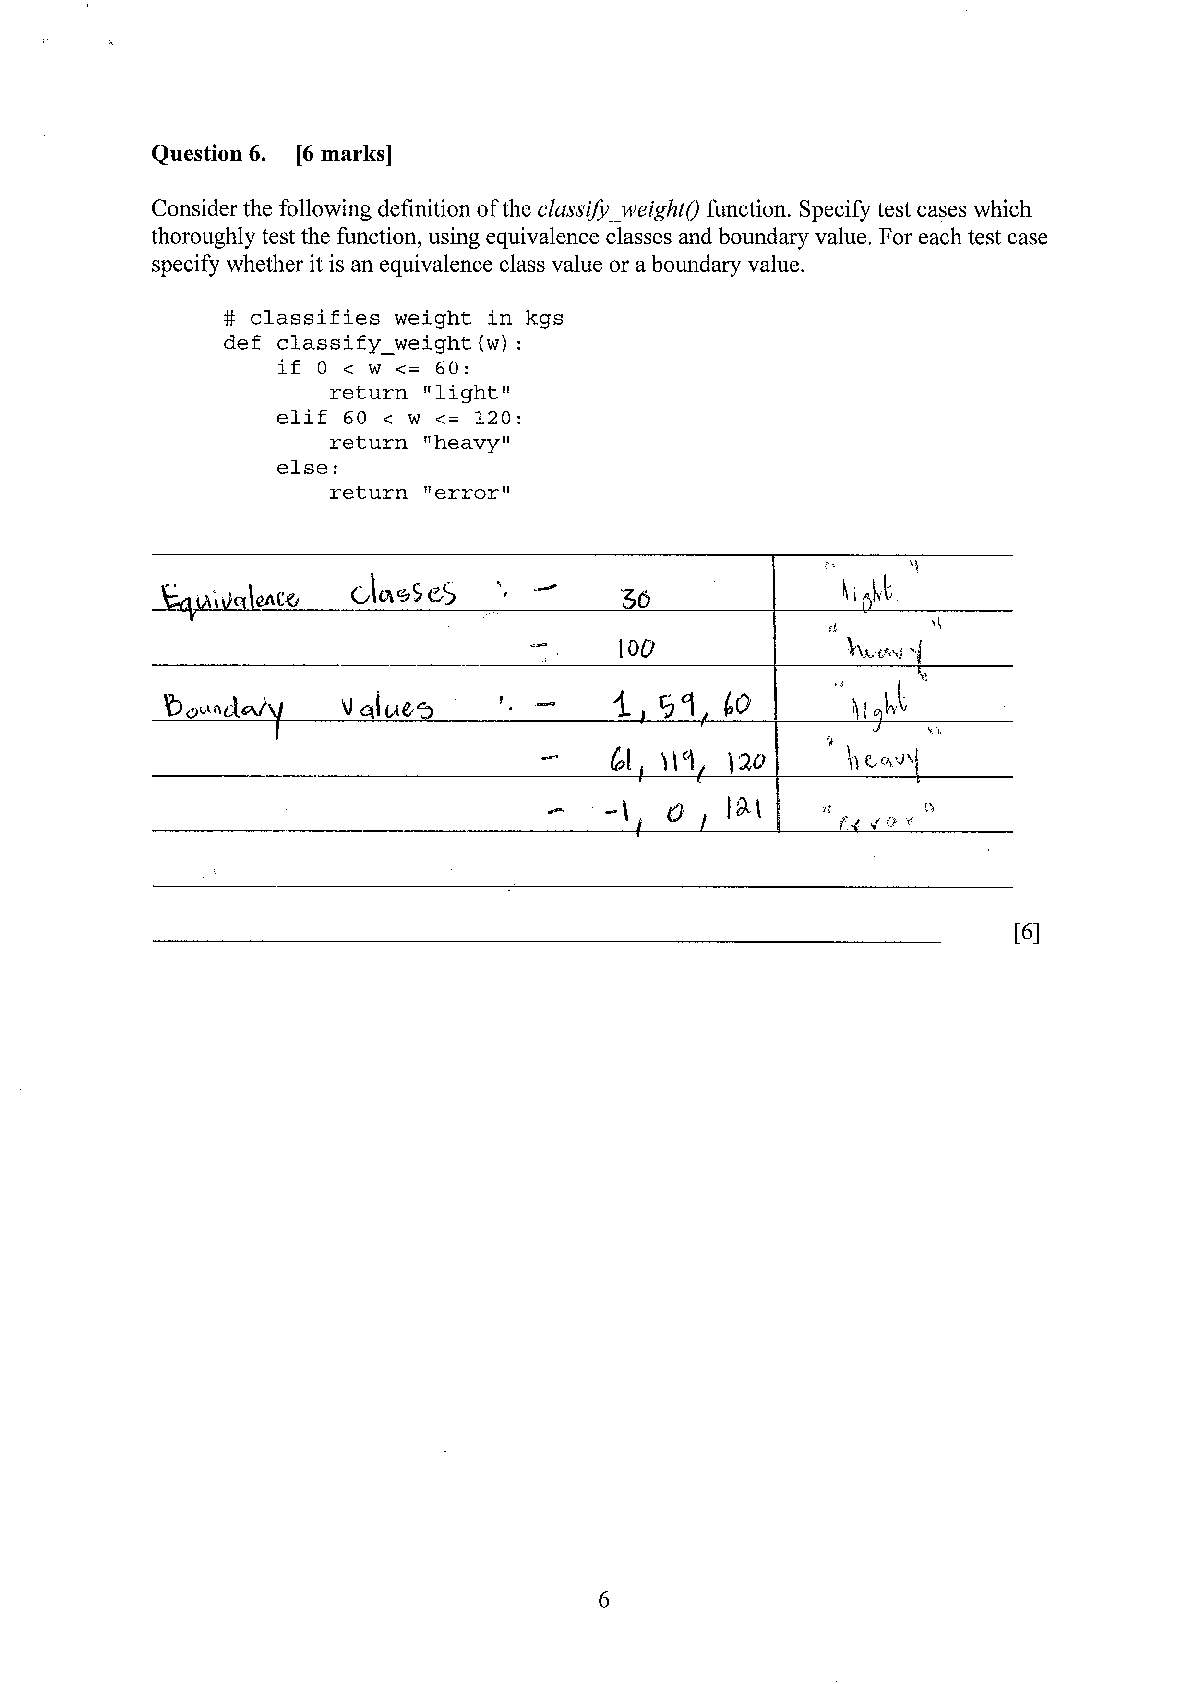 Question 6. [6 marks]
Consider the following definition of the classify_weight() function. Specify test cases which
thoroughly test the function, using equivalence classes and boundary value. For each test case
specify whether it is an equivalence class value or a boundary value.
# classifies weight in kgs
def classify_weight(w):
    if 0 < w <= 60:
        return "light"
    elif 60 < w <= 120:
        return "heavy"
    else:
        return "error"
Equivalence classes :- 30 "light"
- 100 "heavy"
Boundary values :- 1, 59, 60 "light"
- 61, 119, 120 "heavy"
- -1, 0, 121 "error"
[6]
6